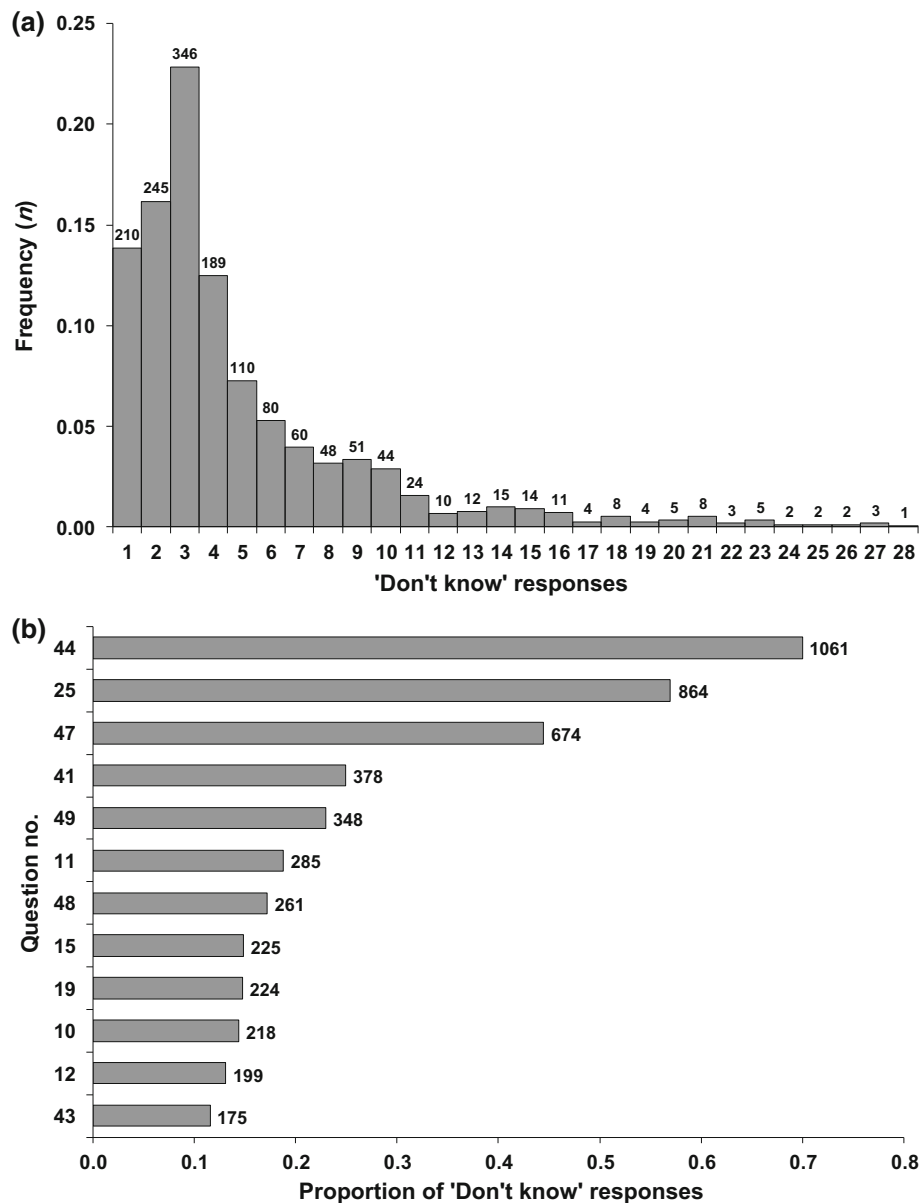 (a)
0.25
0.20
0.15
0.10
0.05
0.00
Frequency (n)
210 245 346 189 110 80 60 48 51 44 24 10 12 15 14 11 4 8 4 5 8 3 5 2 2 2 3 1
1 2 3 4 5 6 7 8 9 10 11 12 13 14 15 16 17 18 19 20 21 22 23 24 25 26 27 28
'Don't know' responses
(b)
Question no.
44 1061
25 864
47 674
41 378
49 348
11 285
48 261
15 225
19 224
10 218
12 199
43 175
0.0 0.1 0.2 0.3 0.4 0.5 0.6 0.7 0.8
Proportion of 'Don't know' responses